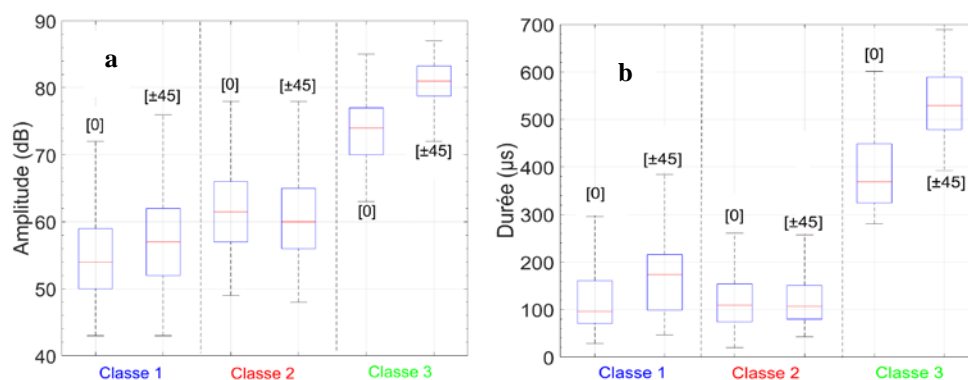 a
Amplitude (dB)
90
80
70
60
50
40
[0]
[±45]
[0]
[±45]
[0]
[±45]
Classe 1
Classe 2
Classe 3
b
Durée (µs)
700
600
500
400
300
200
100
0
[0]
[±45]
[0]
[±45]
[0]
[±45]
Classe 1
Classe 2
Classe 3